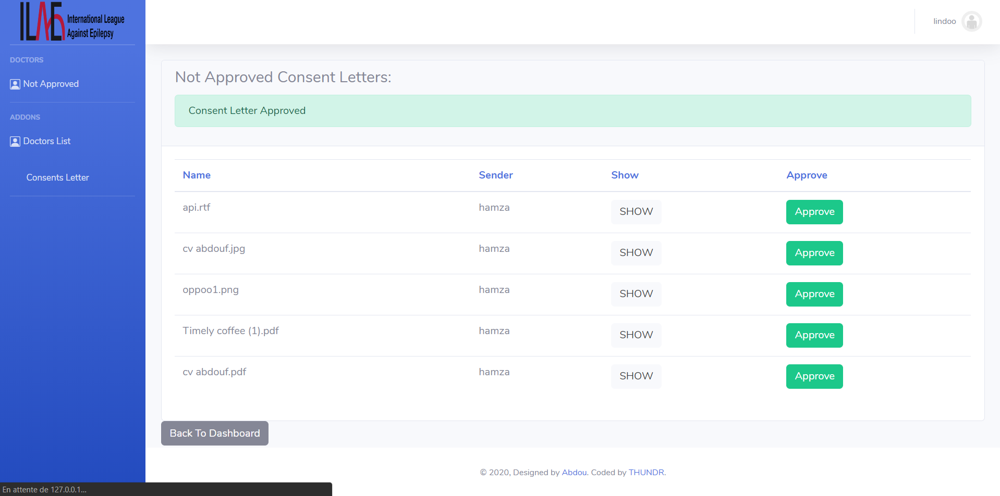 ILAE International League
Against Epilepsy
lindoo
DOCTORS
Not Approved
ADDONS
Doctors List
Consents Letter
Not Approved Consent Letters:
Consent Letter Approved
Name Sender Show Approve
api.rtf hamza SHOW Approve
cv abdouf.jpg hamza SHOW Approve
oppoo1.png hamza SHOW Approve
Timely coffee (1).pdf hamza SHOW Approve
cv abdouf.pdf hamza SHOW Approve
Back To Dashboard
© 2020, Designed by Abdou. Coded by THUNDR.
En attente de 127.0.0.1...